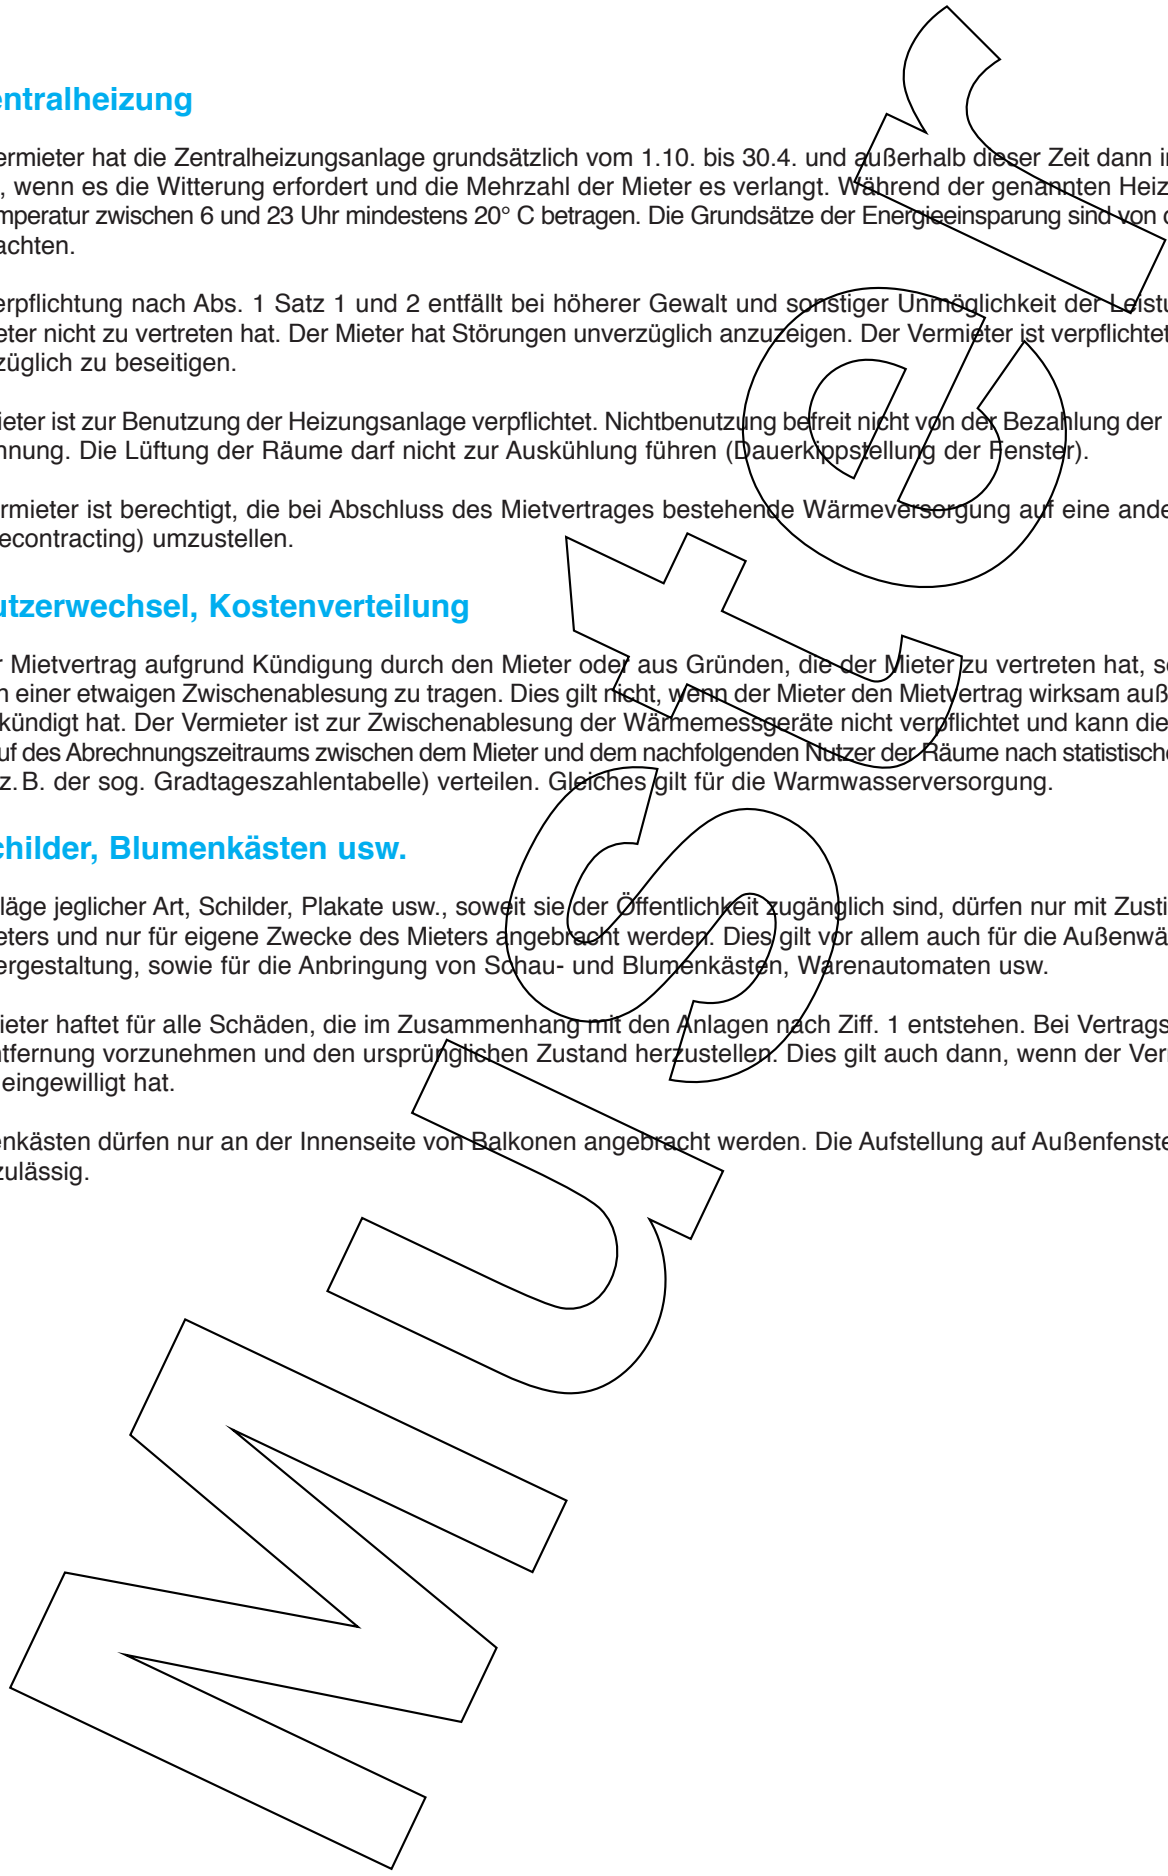 entralheizung
ermieter hat die Zentralheizungsanlage grundsätzlich vom 1.10. bis 30.4. und außerhalb dieser Zeit dann in
, wenn es die Witterung erfordert und die Mehrzahl der Mieter es verlangt. Während der genannten Heiz
mperatur zwischen 6 und 23 Uhr mindestens 20° C betragen. Die Grundsätze der Energieeinsparung sind von d
achten.
erpflichtung nach Abs. 1 Satz 1 und 2 entfällt bei höherer Gewalt und sonstiger Unmöglichkeit der Leistu
eter nicht zu vertreten hat. Der Mieter hat Störungen unverzüglich anzuzeigen. Der Vermieter ist verpflichtet
züglich zu beseitigen.
ieter ist zur Benutzung der Heizungsanlage verpflichtet. Nichtbenutzung befreit nicht von der Bezahlung der
hnung. Die Lüftung der Räume darf nicht zur Auskühlung führen (Dauerkippstellung der Fenster).
rmieter ist berechtigt, die bei Abschluss des Mietvertrages bestehende Wärmeversorgung auf eine ande
econtracting) umzustellen.
utzerwechsel, Kostenverteilung
r Mietvertrag aufgrund Kündigung durch den Mieter oder aus Gründen, die der Mieter zu vertreten hat, so
n einer etwaigen Zwischenablesung zu tragen. Dies gilt nicht, wenn der Mieter den Mietvertrag wirksam auß
kündigt hat. Der Vermieter ist zur Zwischenablesung der Wärmemessgeräte nicht verpflichtet und kann die
uf des Abrechnungszeitraums zwischen dem Mieter und dem nachfolgenden Nutzer der Räume nach statistische
z. B. der sog. Gradtageszahlentabelle) verteilen. Gleiches gilt für die Warmwasserversorgung.
childer, Blumenkästen usw.
läge jeglicher Art, Schilder, Plakate usw., soweit sie der Öffentlichkeit zugänglich sind, dürfen nur mit Zusti
eters und nur für eigene Zwecke des Mieters angebracht werden. Dies gilt vor allem auch für die Außenwä
ergestaltung, sowie für die Anbringung von Schau- und Blumenkästen, Warenautomaten usw.
ieter haftet für alle Schäden, die im Zusammenhang mit den Anlagen nach Ziff. 1 entstehen. Bei Vertrags
ntfernung vorzunehmen und den ursprünglichen Zustand herzustellen. Dies gilt auch dann, wenn der Verm
eingewilligt hat.
enkästen dürfen nur an der Innenseite von Balkonen angebracht werden. Die Aufstellung auf Außenfenste
zulässig.
Muster